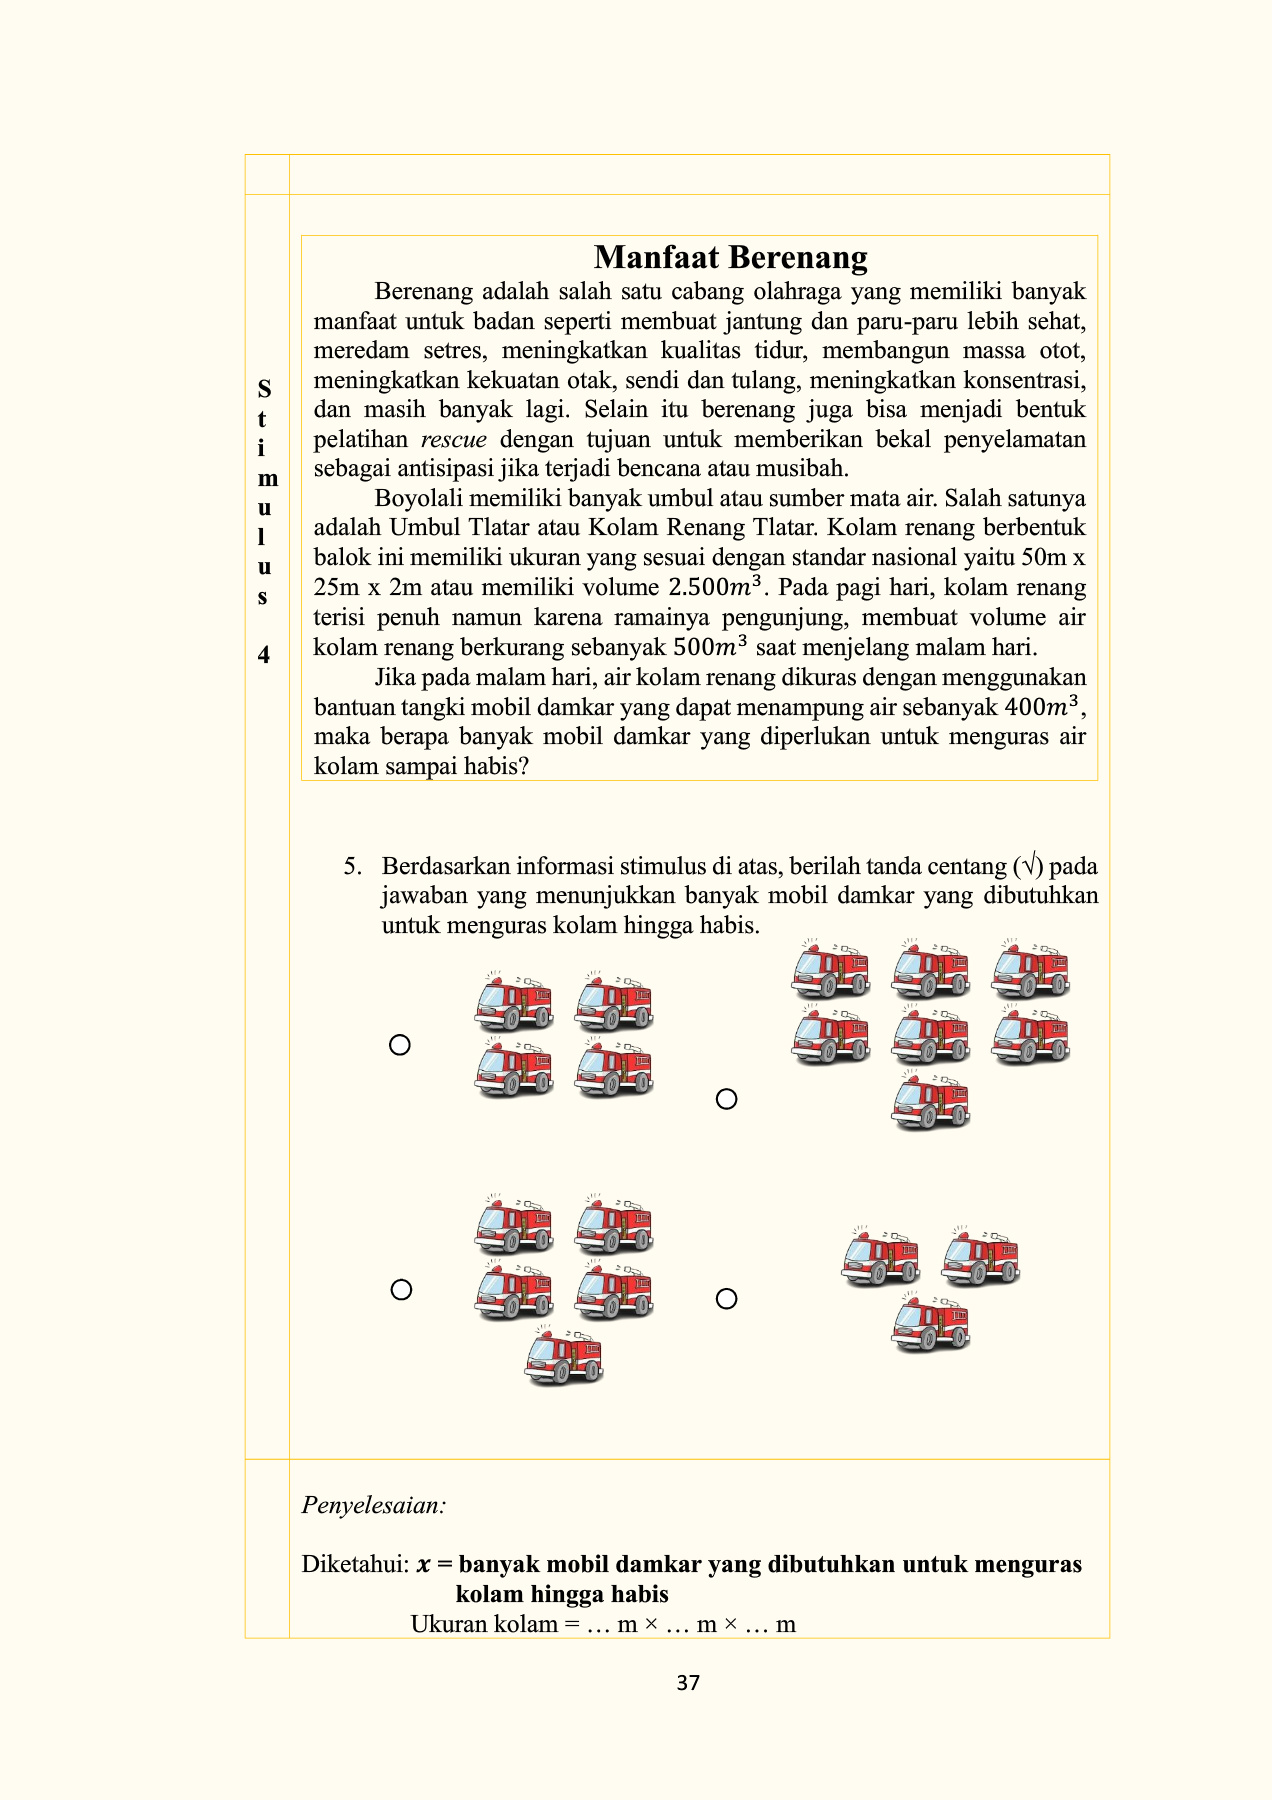 Manfaat Berenang
Berenang adalah salah satu cabang olahraga yang memiliki banyak
manfaat untuk badan seperti membuat jantung dan paru-paru lebih sehat,
meredam setres, meningkatkan kualitas tidur, membangun massa otot,
meningkatkan kekuatan otak, sendi dan tulang, meningkatkan konsentrasi,
dan masih banyak lagi. Selain itu berenang juga bisa menjadi bentuk
pelatihan rescue dengan tujuan untuk memberikan bekal penyelamatan
sebagai antisipasi jika terjadi bencana atau musibah.
Boyolali memiliki banyak umbul atau sumber mata air. Salah satunya
adalah Umbul Tlatar atau Kolam Renang Tlatar. Kolam renang berbentuk
balok ini memiliki ukuran yang sesuai dengan standar nasional yaitu 50m x
25m x 2m atau memiliki volume 2.500m³. Pada pagi hari, kolam renang
terisi penuh namun karena ramainya pengunjung, membuat volume air
kolam renang berkurang sebanyak 500m³ saat menjelang malam hari.
Jika pada malam hari, air kolam renang dikuras dengan menggunakan
bantuan tangki mobil damkar yang dapat menampung air sebanyak 400m³,
maka berapa banyak mobil damkar yang diperlukan untuk menguras air
kolam sampai habis?
S
t
i
m
u
l
u
s
4
5. Berdasarkan informasi stimulus di atas, berilah tanda centang (√) pada
jawaban yang menunjukkan banyak mobil damkar yang dibutuhkan
untuk menguras kolam hingga habis.
Penyelesaian:
Diketahui: x = banyak mobil damkar yang dibutuhkan untuk menguras
kolam hingga habis
Ukuran kolam = … m × … m × … m
37